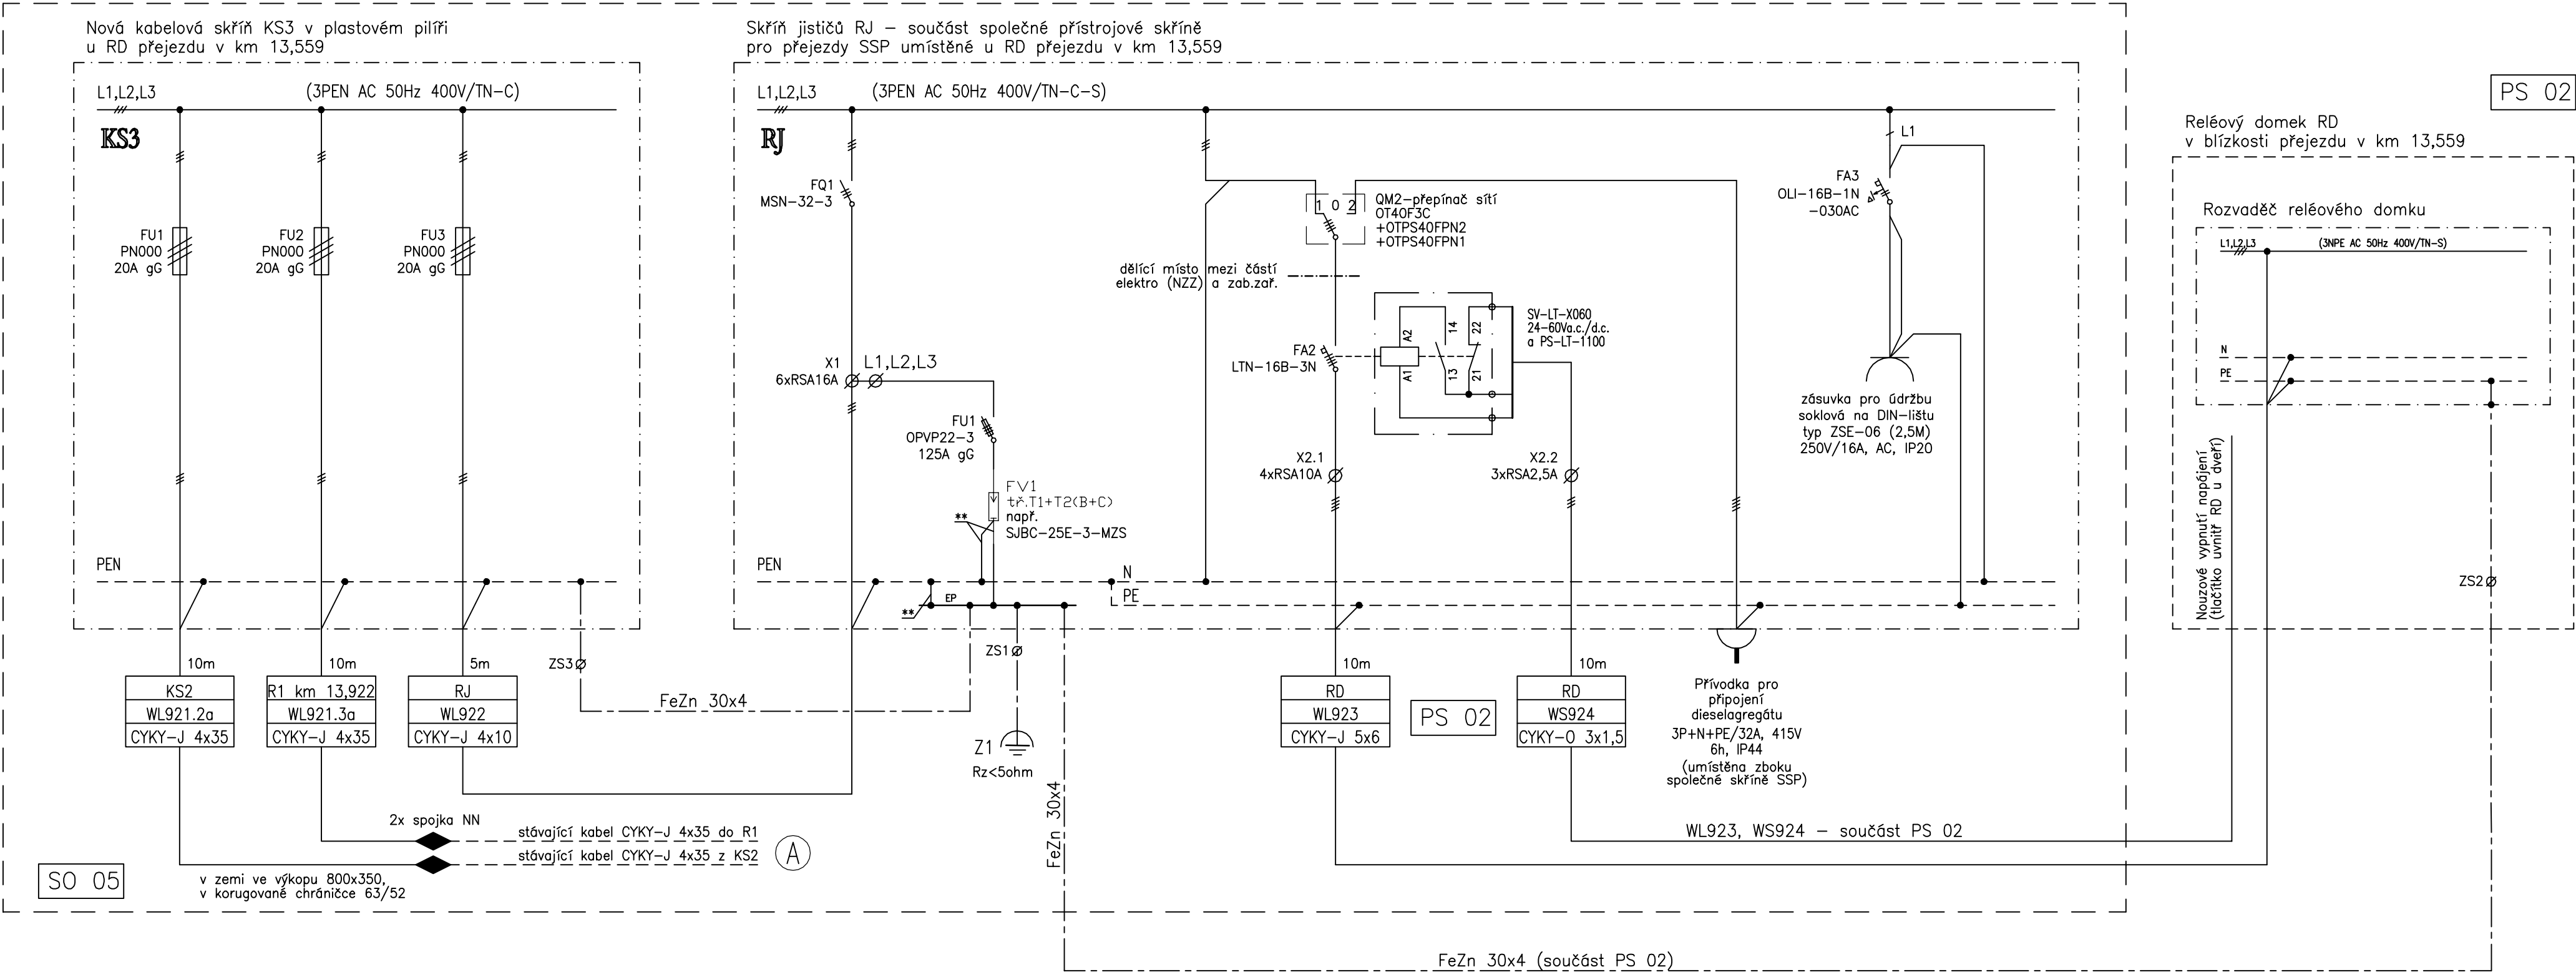 Nová kabelová skříň KS3 v plastovém pilíři
u RD přejezdu v km 13,559
L1,L2,L3
(3PEN AC 50Hz 400V/TN-C)
KS3
FU1
PN000
20A gG
FU2
PN000
20A gG
FU3
PN000
20A gG
PEN
10m
10m
5m
ZS3
KS2
WL921.2a
CYKY-J 4x35
R1 km 13,922
WL921.3a
CYKY-J 4x35
RJ
WL922
CYKY-J 4x10
FeZn 30x4
2x spojka NN
stávající kabel CYKY-J 4x35 do R1
stávající kabel CYKY-J 4x35 z KS2
A
SO 05
v zemi ve výkopu 800x350,
v korugované chráničce 63/52
Skříň jističů RJ – součást společné přístrojové skříně
pro přejezdy SSP umístěné u RD přejezdu v km 13,559
L1,L2,L3
(3PEN AC 50Hz 400V/TN-C-S)
RJ
FQ1
MSN-32-3
X1
6xRSA16A
L1,L2,L3
FU1
OPVP22-3
125A gG
FV1
tř.T1+T2(B+C)
např.
SJBC-25E-3-MZS
**
PEN
**
EP
N
PE
ZS1
Z1
Rz<5ohm
FeZn 30x4
1 0 2
QM2-přepínač sítí
OT40F3C
+OTPS40FPN2
+OTPS40FPN1
dělící místo mezi částí
elektro (NZZ) a zab.zař.
FA2
LTN-16B-3N
A2
A1
14
13
22
21
SV-LT-X060
24-60Va.c./d.c.
a PS-LT-1100
X2.1
4xRSA10A
X2.2
3xRSA2,5A
L1
FA3
OLI-16B-1N
-030AC
zásuvka pro údržbu
soklová na DIN-lištu
typ ZSE-06 (2,5M)
250V/16A, AC, IP20
10m
10m
RD
WL923
CYKY-J 5x6
PS 02
RD
WS924
CYKY-O 3x1,5
Přívodka pro
připojení
dieselagregátu
3P+N+PE/32A, 415V
6h, IP44
(umístěna zboku
společné skříně SSP)
WL923, WS924 – součást PS 02
FeZn 30x4 (součást PS 02)
PS 02
Reléový domek RD
v blízkosti přejezdu v km 13,559
Rozvaděč reléového domku
L1,L2,L3
(3NPE AC 50Hz 400V/TN-S)
N
PE
Nouzové vypnutí napájení
(tlačítko uvnitř RD u dveří)
ZS2